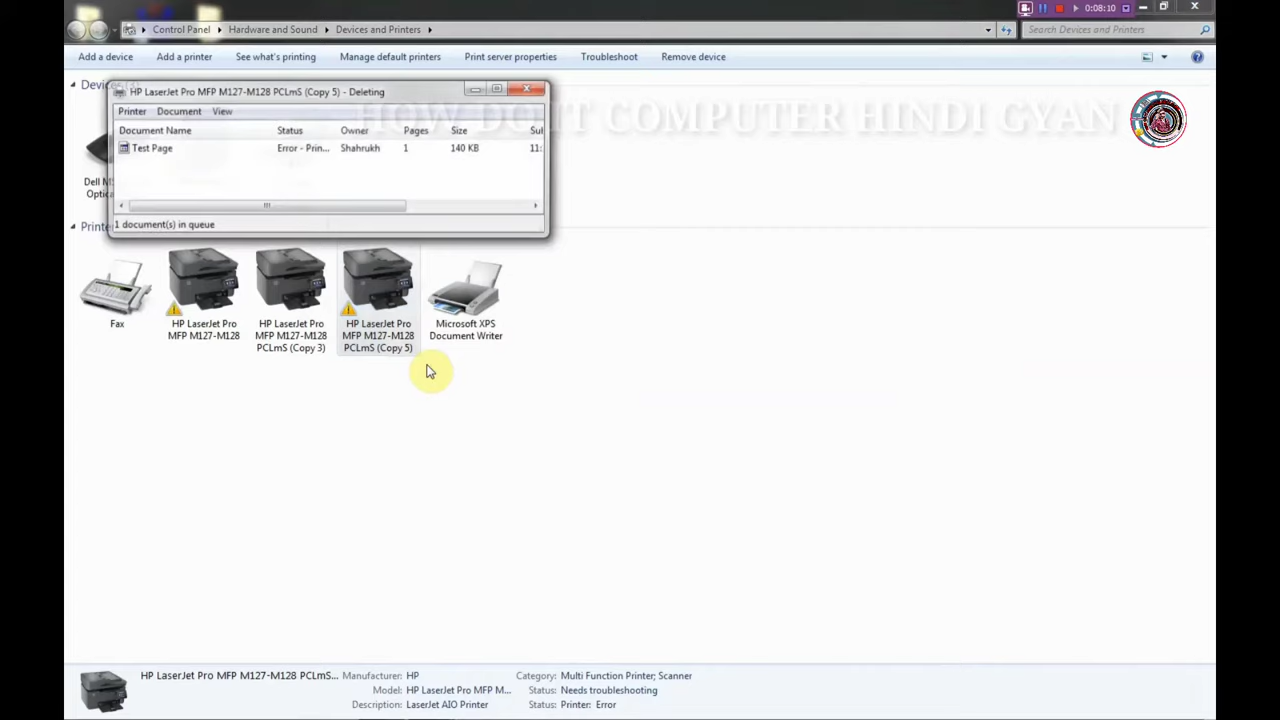 0:08:10
Control Panel Hardware and Sound Devices and Printers
Search Devices and Printers
Add a device Add a printer See what's printing Manage default printers Print server properties Troubleshoot Remove device
HOW DO IT COMPUTER HINDI GYAN
HP LaserJet Pro MFP M127-M128 PCLmS (Copy 5) - Deleting
Printer Document View
Document Name Status Owner Pages Size
Test Page Error - Prin... Shahrukh 1 140 KB 11:
1 document(s) in queue
Dell
Optic
Printe
Fax
HP LaserJet Pro
MFP M127-M128
HP LaserJet Pro
MFP M127-M128
PCLmS (Copy 3)
HP LaserJet Pro
MFP M127-M128
PCLmS (Copy 5)
Microsoft XPS
Document Writer
HP LaserJet Pro MFP M127-M128 PCLmS... Manufacturer: HP Category: Multi Function Printer; Scanner
Model: HP LaserJet Pro MFP M... Status: Needs troubleshooting
Description: LaserJet AIO Printer Status: Printer: Error